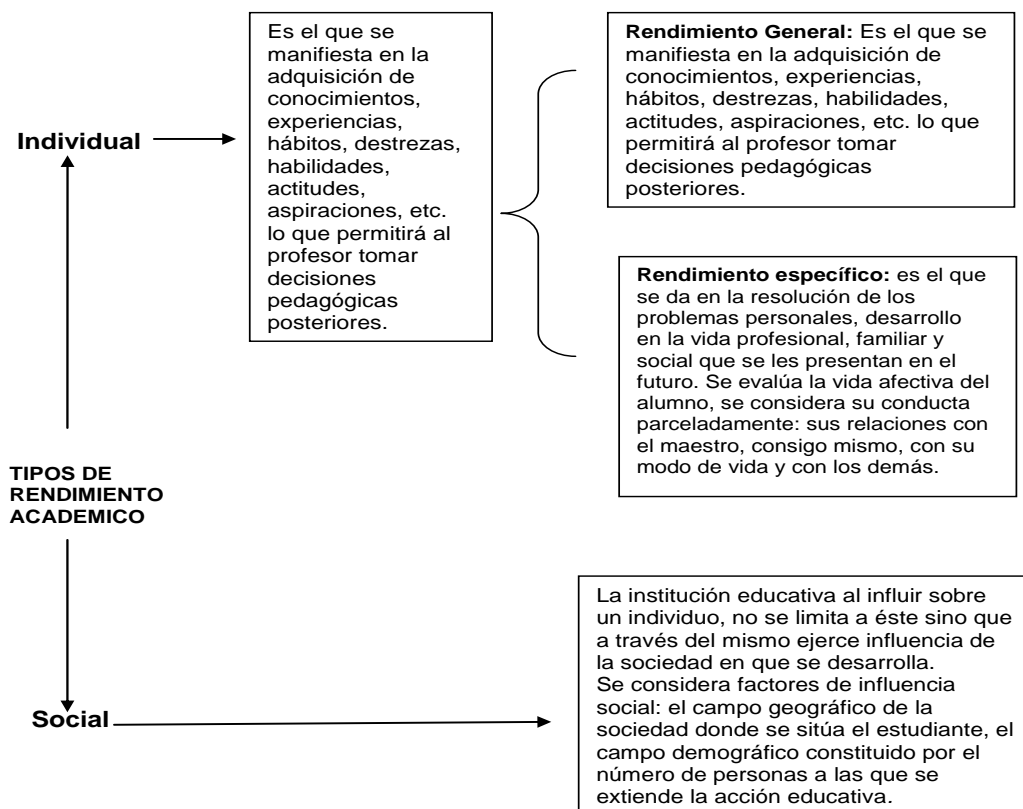 Individual
Es el que se
manifiesta en la
adquisición de
conocimientos,
experiencias,
hábitos, destrezas,
habilidades,
actitudes,
aspiraciones, etc.
lo que permitirá al
profesor tomar
decisiones
pedagógicas
posteriores.
Rendimiento General: Es el que se
manifiesta en la adquisición de
conocimientos, experiencias,
hábitos, destrezas, habilidades,
actitudes, aspiraciones, etc. lo que
permitirá al profesor tomar
decisiones pedagógicas
posteriores.
Rendimiento específico: es el que
se da en la resolución de los
problemas personales, desarrollo
en la vida profesional, familiar y
social que se les presentan en el
futuro. Se evalúa la vida afectiva del
alumno, se considera su conducta
parceladamente: sus relaciones con
el maestro, consigo mismo, con su
modo de vida y con los demás.
TIPOS DE
RENDIMIENTO
ACADEMICO
Social
La institución educativa al influir sobre
un individuo, no se limita a éste sino que
a través del mismo ejerce influencia de
la sociedad en que se desarrolla.
Se considera factores de influencia
social: el campo geográfico de la
sociedad donde se sitúa el estudiante, el
campo demográfico constituido por el
número de personas a las que se
extiende la acción educativa.